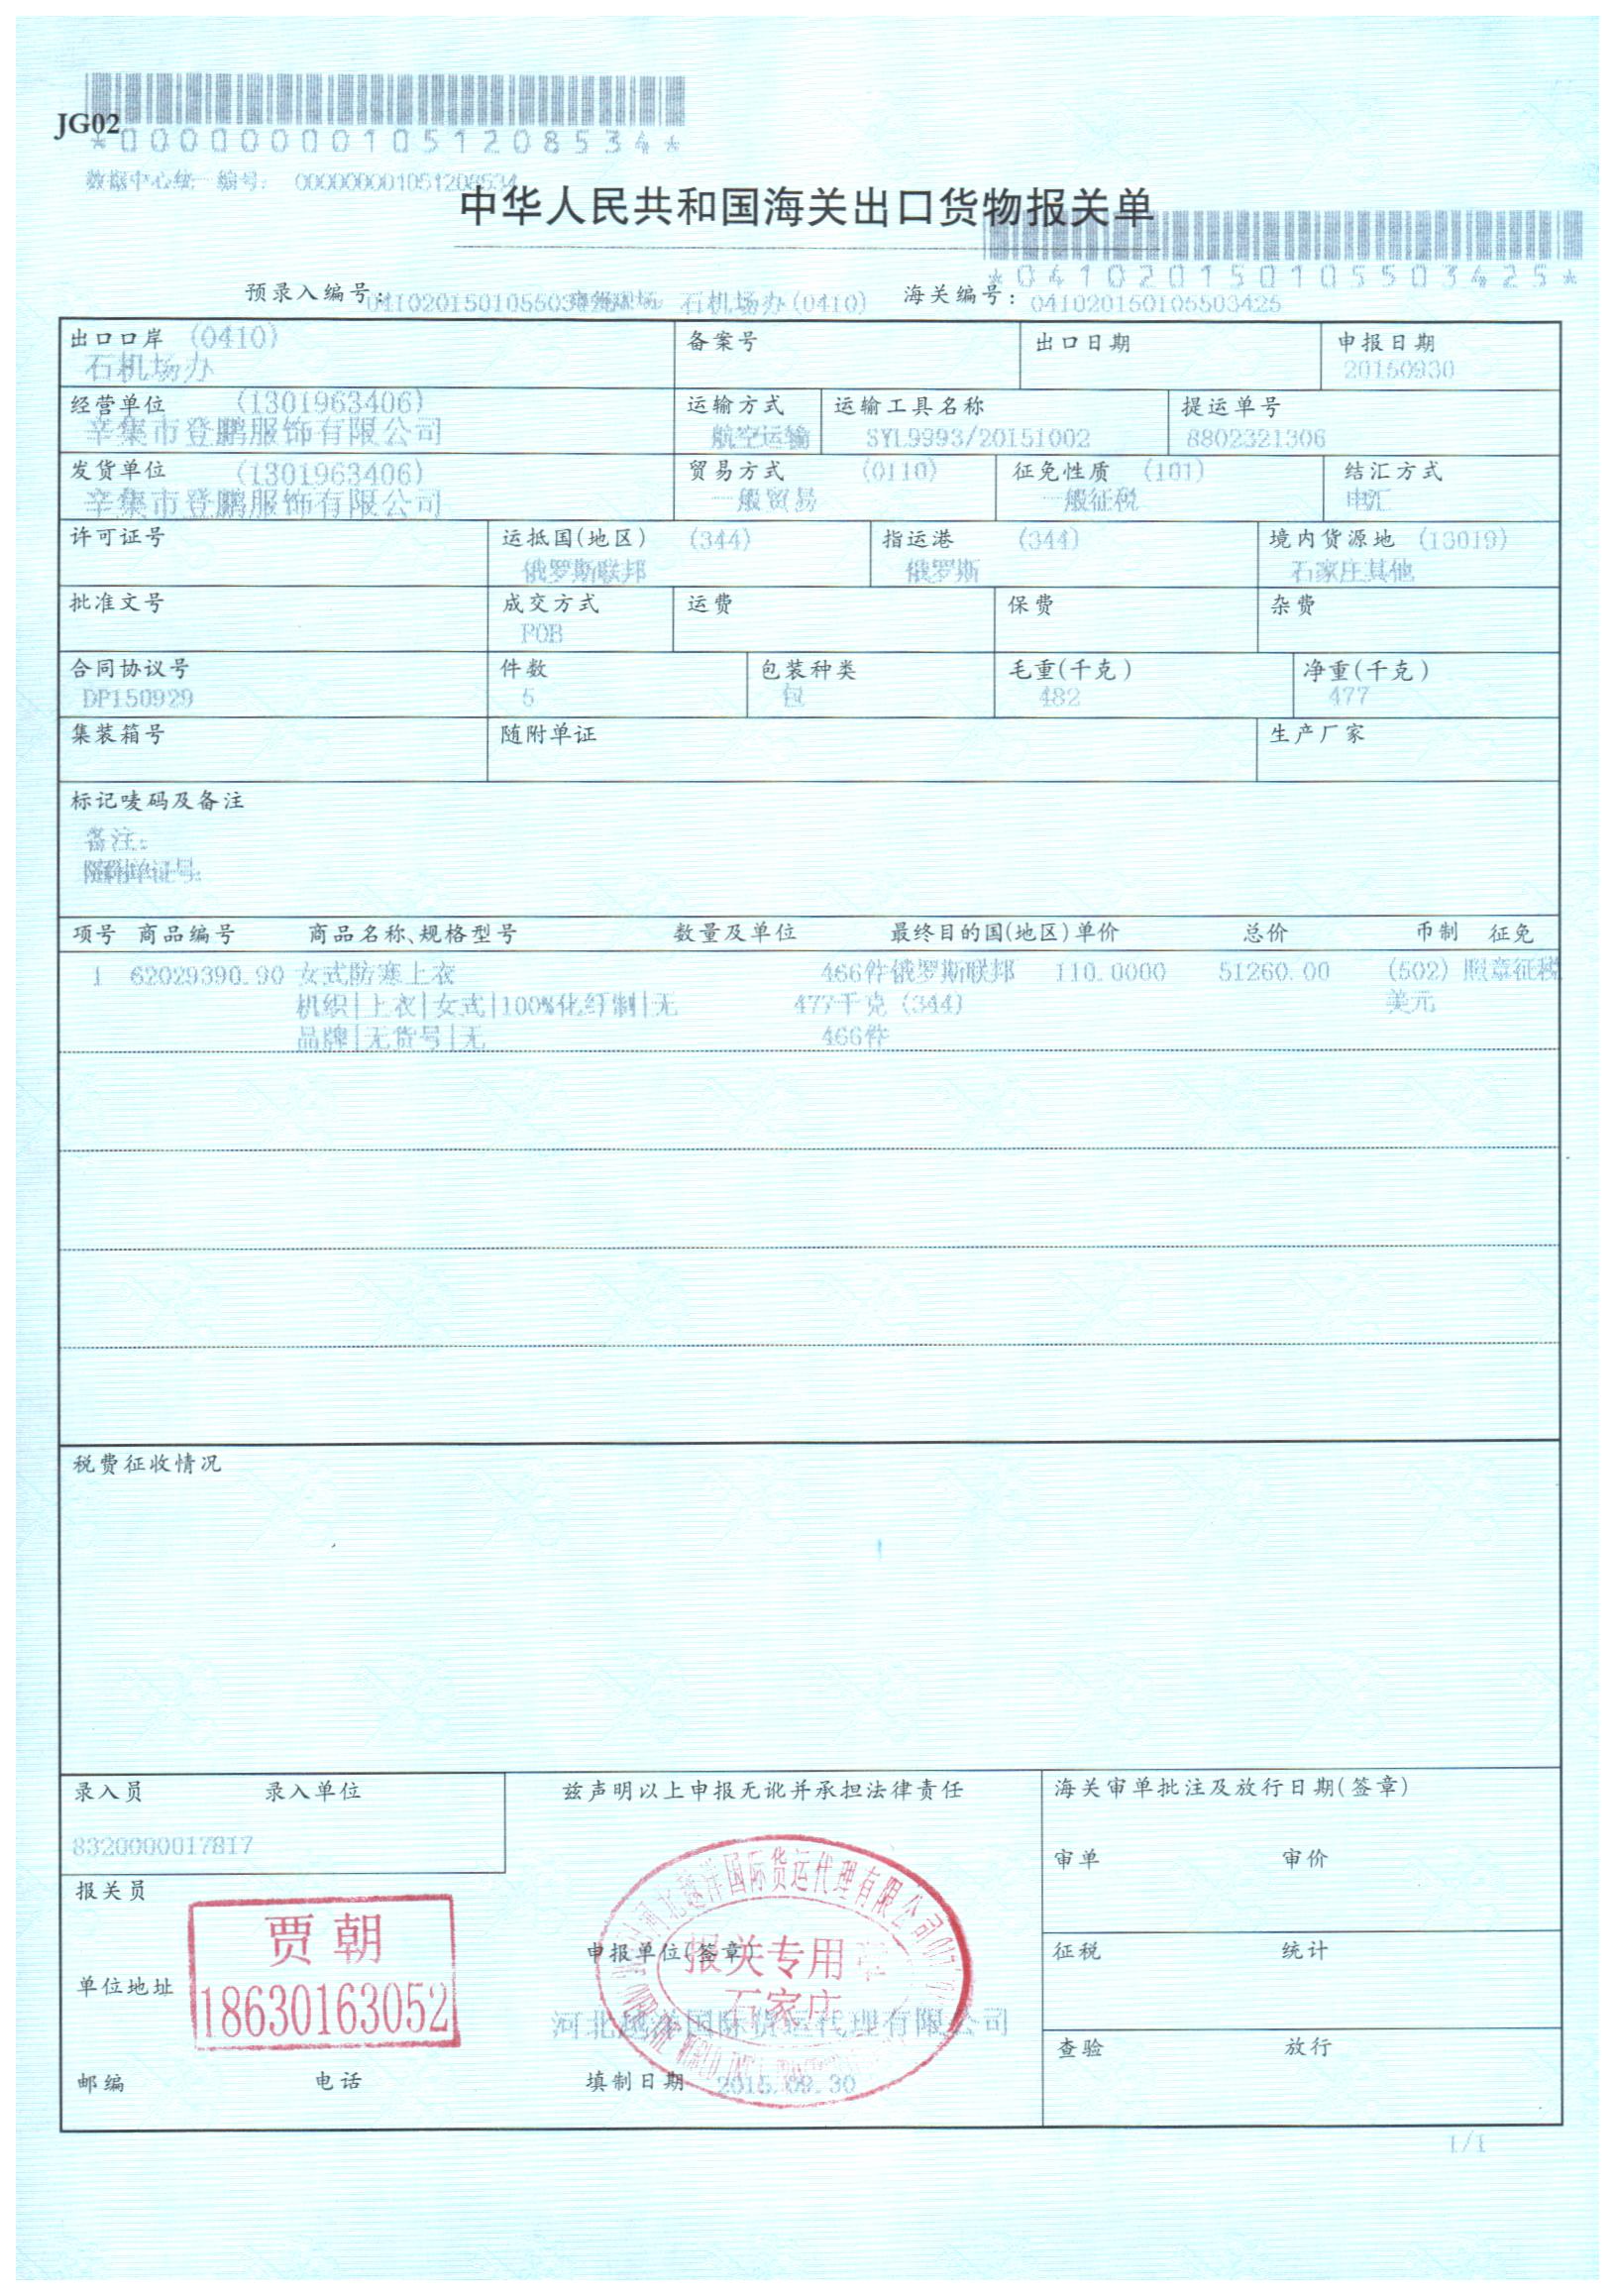 JG02
*000000001051208534*
数据中心统一编号: 000000001051208534
中华人民共和国海关出口货物报关单
*041020150105503425*
预录入编号: 石机场办(0410) 海关编号: 041020150105503425
出口口岸 (0410) 备案号 出口日期 申报日期
石机场办 20150930
经营单位 (1301963406) 运输方式 运输工具名称 提运单号
辛集市登鹏服饰有限公司 航空运输 SYL9993/20151002 8802321306
发货单位 (1301963406) 贸易方式 (0110) 征免性质 (101) 结汇方式
辛集市登鹏服饰有限公司 一般贸易 一般征税 电汇
许可证号 运抵国(地区) (344) 指运港 (344) 境内货源地 (13019)
俄罗斯联邦 俄罗斯 石家庄其他
批准文号 成交方式 运费 保费 杂费
FOB
合同协议号 件数 包装种类 毛重(千克) 净重(千克)
DP150929 5 包 482 477
集装箱号 随附单证 生产厂家
标记唛码及备注
备注:
随附单证号:
项号 商品编号 商品名称、规格型号 数量及单位 最终目的国(地区)单价 总价 币制 征免
1 62029390.90 女式防寒上衣 466件俄罗斯联邦 110.0000 51260.00 (502) 照章征税
机织|上衣|女式|100%化纤制|无 477千克 (344) 美元
品牌|无货号|无 466件
税费征收情况
录入员 录入单位 兹声明以上申报无讹并承担法律责任 海关审单批注及放行日期(签章)
8320000017817
审单 审价
报关员
贾朝
18630163052
河北越洋国际货运代理有限公司
申报单位(签章)
报关专用章
石家庄
征税 统计
单位地址
河北越洋国际货运代理有限公司
查验 放行
邮编 电话 填制日期 2015.09.30
1/1